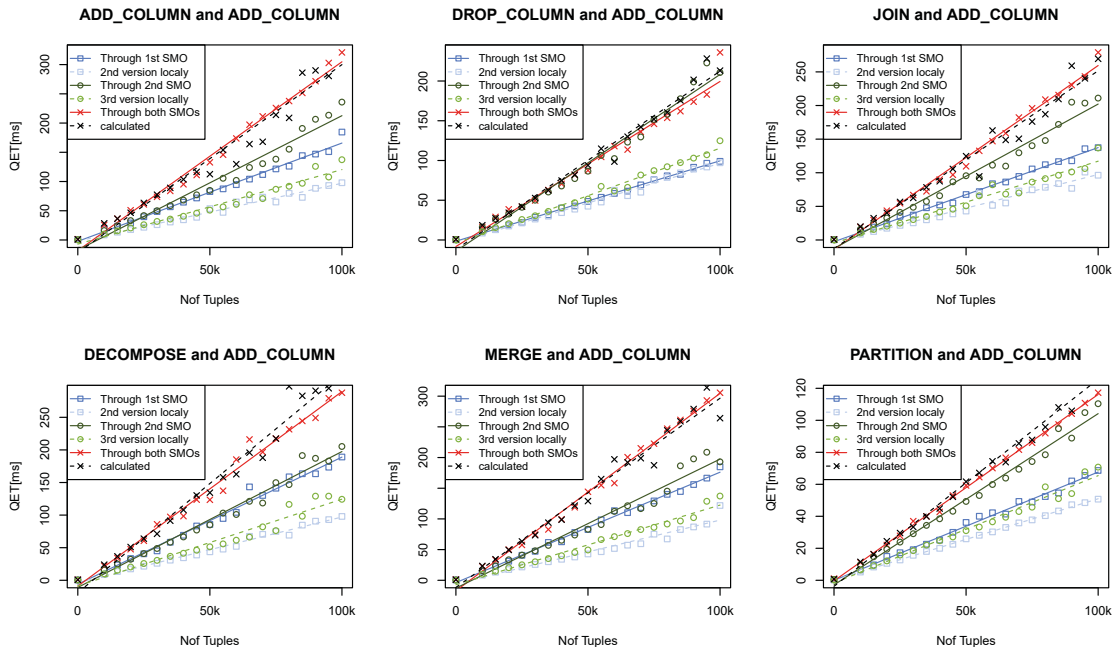 ADD_COLUMN and ADD_COLUMN
QET[ms]
300
200
100
50
0
Through 1st SMO
2nd version localy
Through 2nd SMO
3rd version locally
Through both SMOs
calculated
0
50k
100k
Nof Tuples
DROP_COLUMN and ADD_COLUMN
QET[ms]
200
150
100
50
0
Through 1st SMO
2nd version localy
Through 2nd SMO
3rd version locally
Through both SMOs
calculated
0
50k
100k
Nof Tuples
JOIN and ADD_COLUMN
QET[ms]
250
200
150
100
50
0
Through 1st SMO
2nd version localy
Through 2nd SMO
3rd version locally
Through both SMOs
calculated
0
50k
100k
Nof Tuples
DECOMPOSE and ADD_COLUMN
QET[ms]
250
200
150
100
50
0
Through 1st SMO
2nd version localy
Through 2nd SMO
3rd version locally
Through both SMOs
calculated
0
50k
100k
Nof Tuples
MERGE and ADD_COLUMN
QET[ms]
300
200
100
50
0
Through 1st SMO
2nd version localy
Through 2nd SMO
3rd version locally
Through both SMOs
calculated
0
50k
100k
Nof Tuples
PARTITION and ADD_COLUMN
QET[ms]
120
100
80
60
40
20
0
Through 1st SMO
2nd version localy
Through 2nd SMO
3rd version locally
Through both SMOs
calculated
0
50k
100k
Nof Tuples